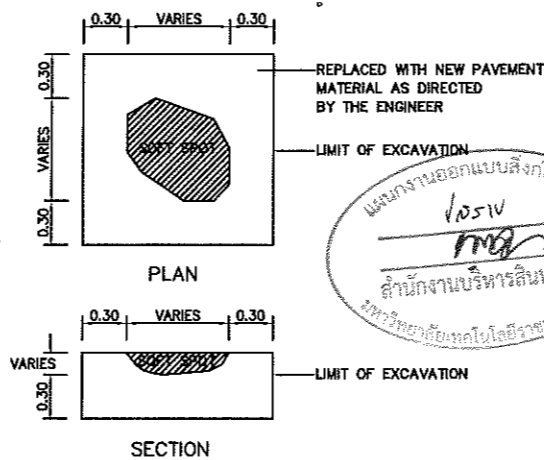 0.30 VARIES 0.30
0.30
VARIES
0.30
SOFT SPOT
REPLACED WITH NEW PAVEMENT
MATERIAL AS DIRECTED
BY THE ENGINEER
LIMIT OF EXCAVATION
PLAN
0.30 VARIES 0.30
VARIES
0.30
SOFT SPOT
LIMIT OF EXCAVATION
SECTION